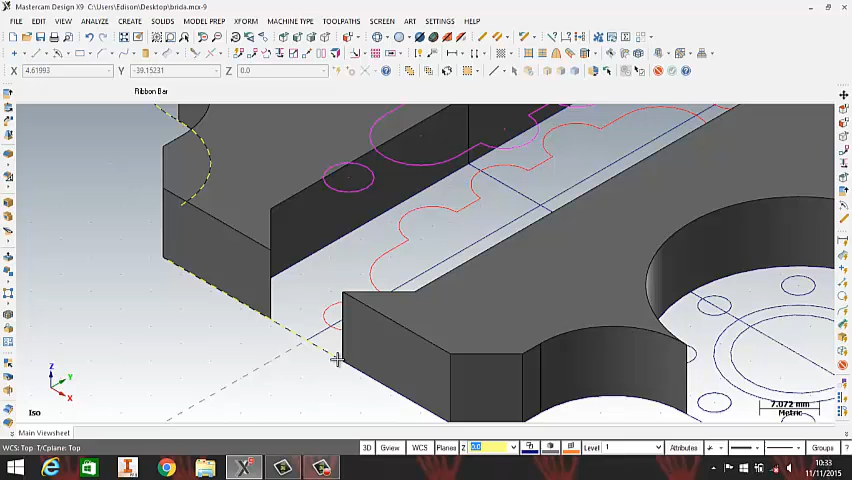 Mastercam Design X9  C:\Users\Edison\Desktop\brida.mcx-9
FILE EDIT VIEW ANALYZE CREATE SOLIDS MODEL PREP XFORM MACHINE TYPE TOOLPATHS SCREEN ART SETTINGS HELP
X 4.61993 Y -39.15231 Z 0.0
Ribbon Bar
Z
Y
X
Iso
7.072 mm
Metric
Main Viewsheet
WCS: Top T/Cplane: Top 3D Gview WCS Planes Z 0.0 Level 1 Attributes Groups
10:33
11/11/2015